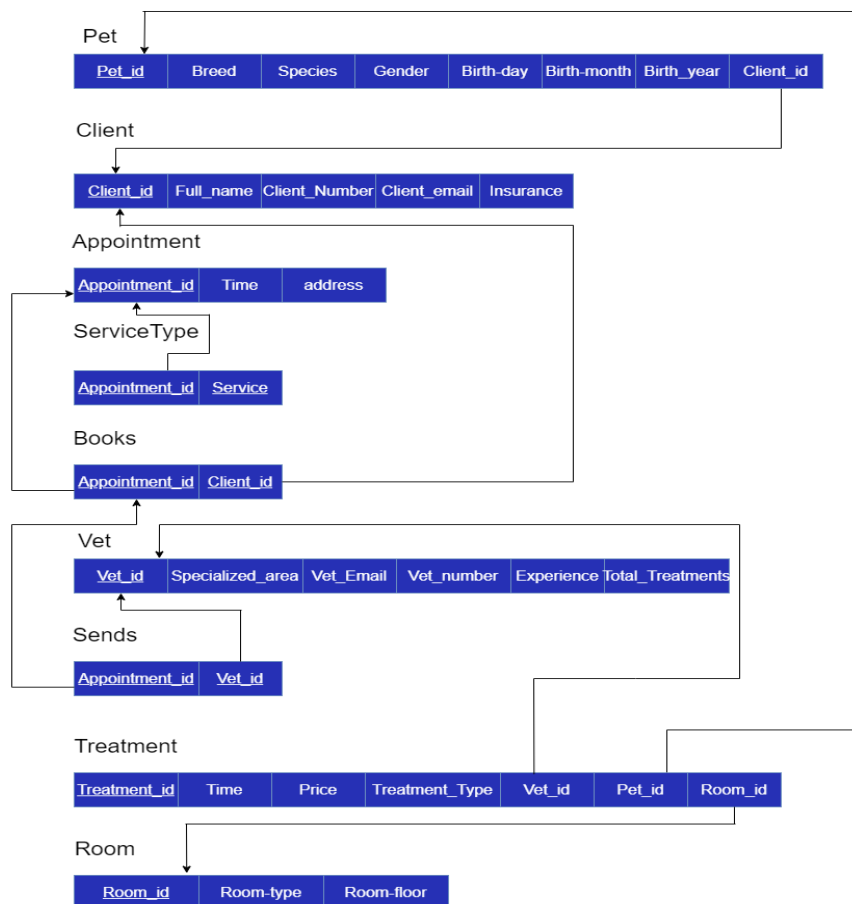 Pet
Pet_id Breed Species Gender Birth-day Birth-month Birth_year Client_id
Client
Client_id Full_name Client_Number Client_email Insurance
Appointment
Appointment_id Time address
ServiceType
Appointment_id Service
Books
Appointment_id Client_id
Vet
Vet_id Specialized_area Vet_Email Vet_number Experience Total_Treatments
Sends
Appointment_id Vet_id
Treatment
Treatment_id Time Price Treatment_Type Vet_id Pet_id Room_id
Room
Room_id Room-type Room-floor